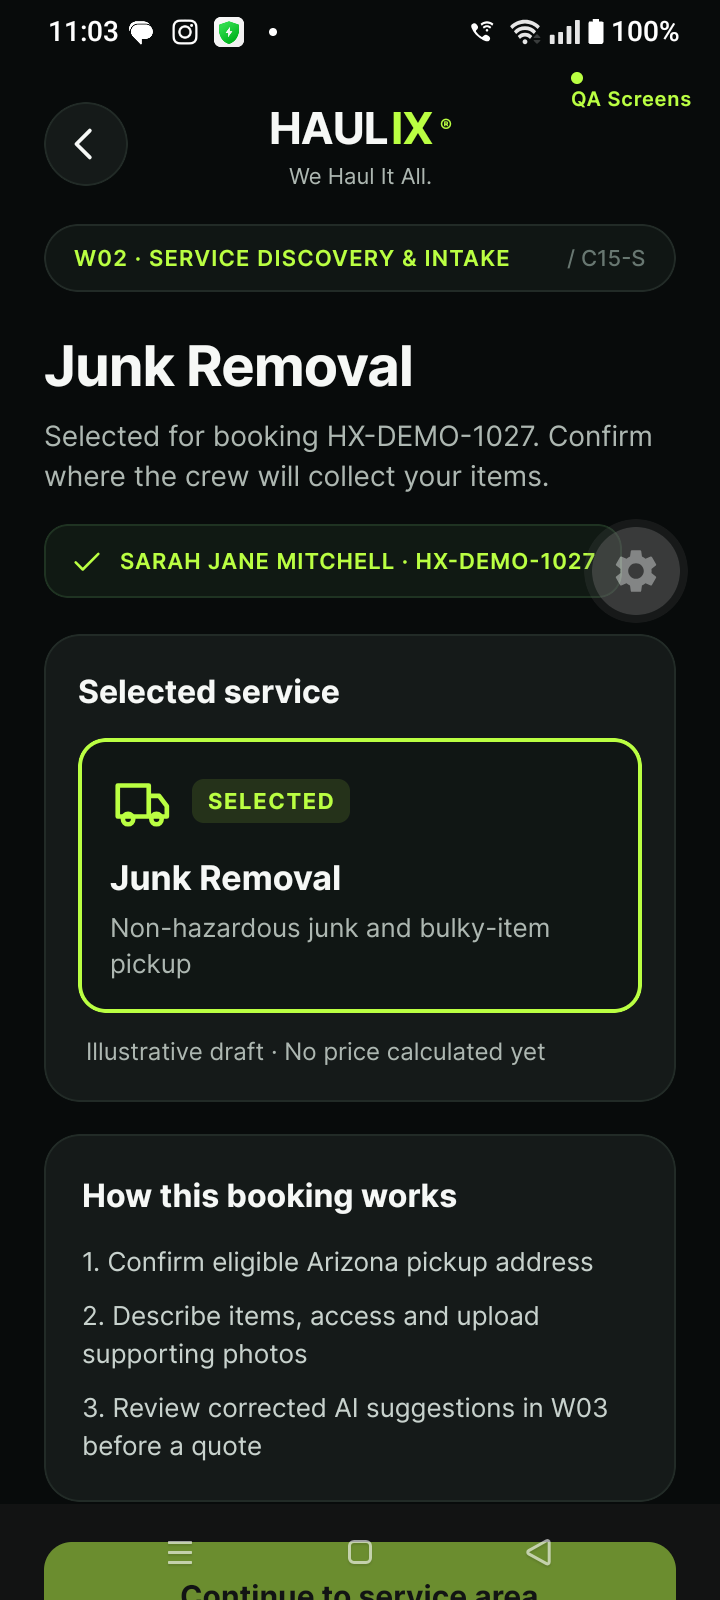 11:03
100%
QA Screens
HAULIX ®
We Haul It All.
W02 · SERVICE DISCOVERY & INTAKE / C15-S
Junk Removal
Selected for booking HX-DEMO-1027. Confirm
where the crew will collect your items.
SARAH JANE MITCHELL · HX-DEMO-1027
Selected service
SELECTED
Junk Removal
Non-hazardous junk and bulky-item
pickup
Illustrative draft · No price calculated yet
How this booking works
1. Confirm eligible Arizona pickup address
2. Describe items, access and upload
supporting photos
3. Review corrected AI suggestions in W03
before a quote
Continue to service area